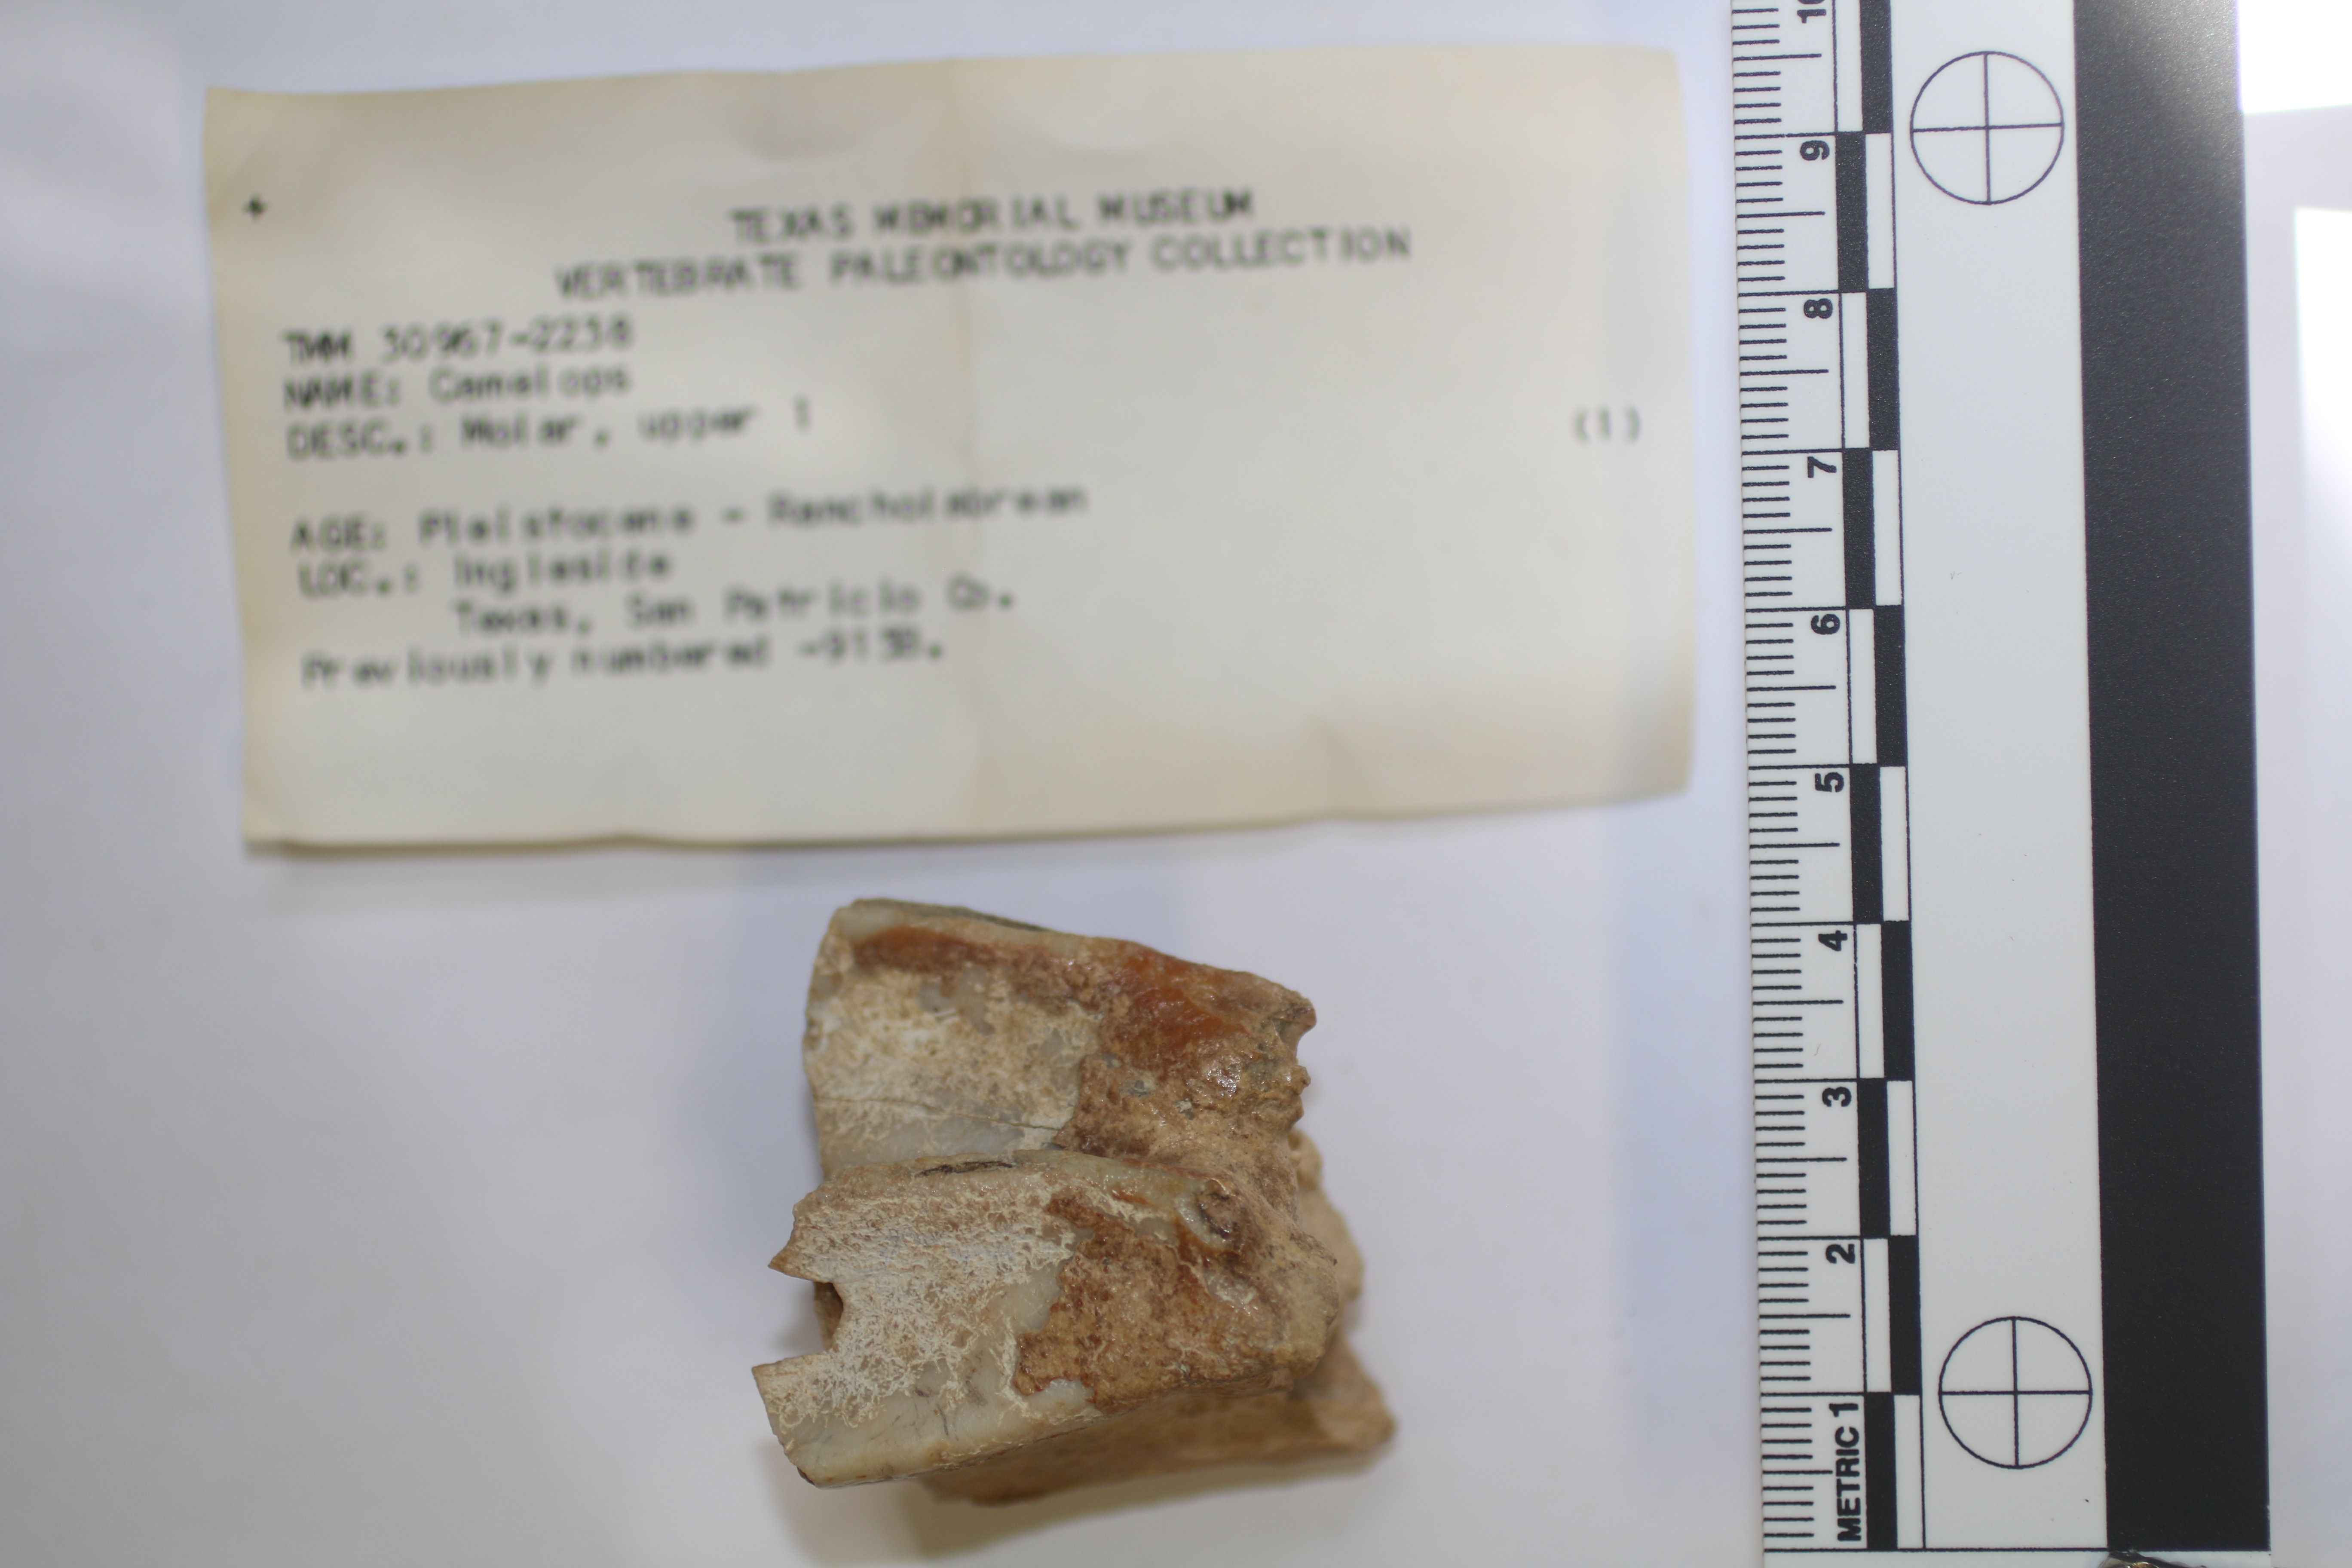 TEXAS MEMORIAL MUSEUM
VERTEBRATE PALEONTOLOGY COLLECTION
TMM 30967-2238
NAME: Camelops
DESC.: Molar, upper 1
(1)
AGE: Pleistocene - Rancholabrean
LOC.: Ingleside
Texas, San Patricio Co.
Previously numbered -913B.
10
9
8
7
6
5
4
3
2
METRIC 1